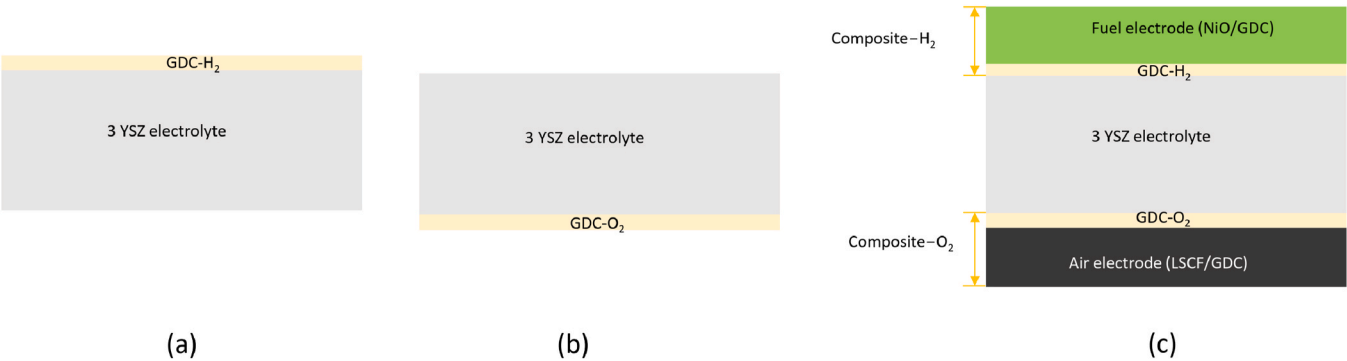 GDC-H₂
3 YSZ electrolyte
(a)
3 YSZ electrolyte
GDC-O₂
(b)
Composite–H₂
Fuel electrode (NiO/GDC)
GDC-H₂
3 YSZ electrolyte
GDC-O₂
Composite–O₂
Air electrode (LSCF/GDC)
(c)